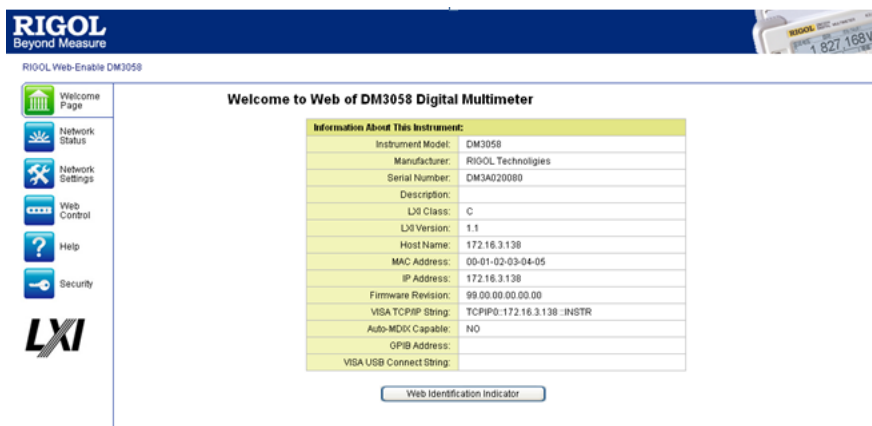 RIGOL
Beyond Measure
RIGOL
1.827,168V
RIGOL Web-Enable DM3058
Welcome Page
Network Status
Network Settings
Web Control
Help
Security
LXI
Welcome to Web of DM3058 Digital Multimeter
Information About This Instrument:
Instrument Model: DM3058
Manufacturer: RIGOL Technoligies
Serial Number: DM3A020080
Description:
LXI Class: C
LXI Version: 1.1
Host Name: 172.16.3.138
MAC Address: 00-01-02-03-04-05
IP Address: 172.16.3.138
Firmware Revision: 99.00.00.00.00.00
VISA TCP/IP String: TCPIP0::172.16.3.138::INSTR
Auto-MDIX Capable: NO
GPIB Address:
VISA USB Connect String:
Web Identification Indicator